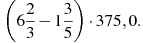 (6 2/3 − 1 3/5) · 375, 0.